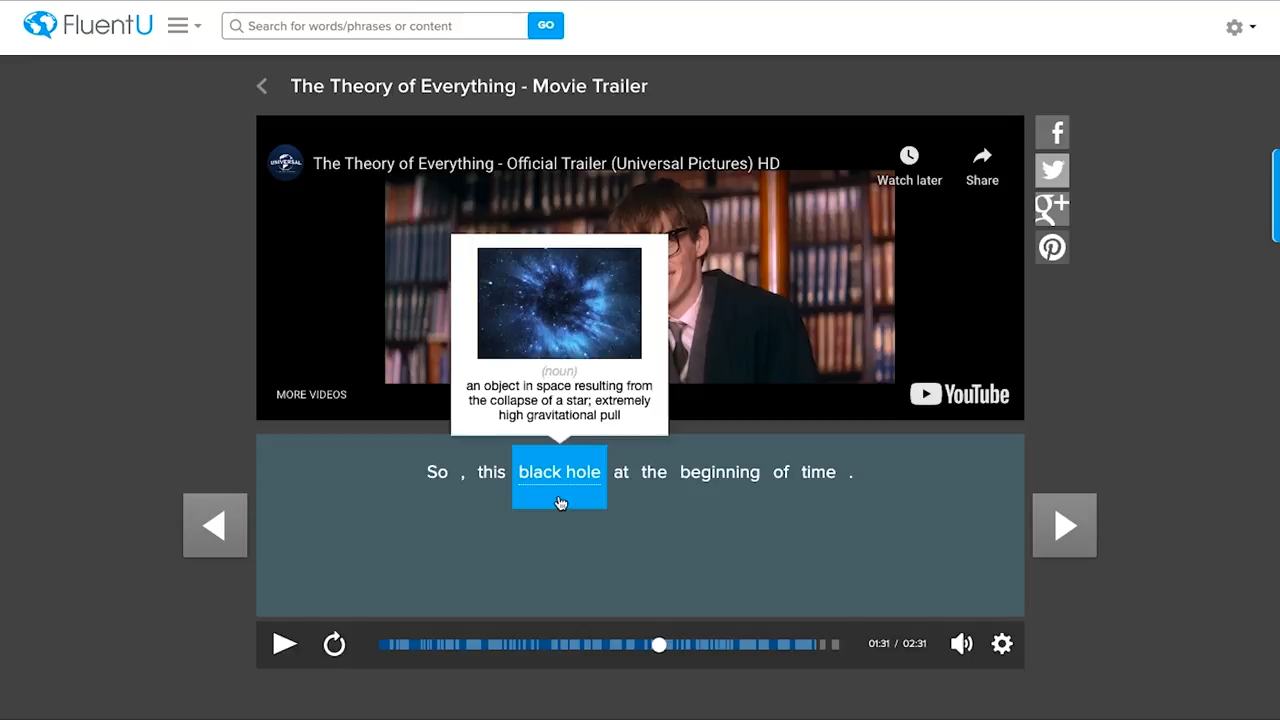 FluentU
Search for words/phrases or content
GO
The Theory of Everything - Movie Trailer
UNIVERSAL
The Theory of Everything - Official Trailer (Universal Pictures) HD
Watch later
Share
f
g+
(noun)
an object in space resulting from
the collapse of a star; extremely
high gravitational pull
MORE VIDEOS
YouTube
So , this black hole at the beginning of time .
01:31 / 02:31